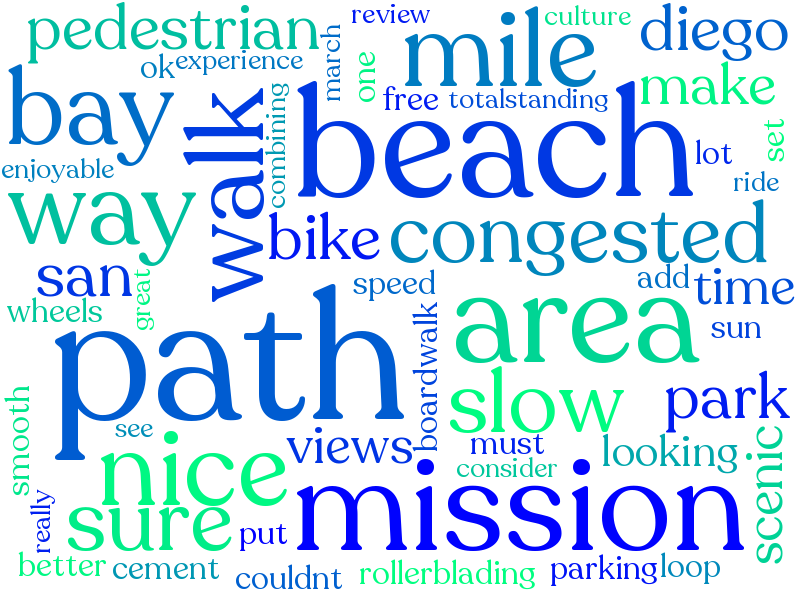 pedestrian
review
culture
diego
ok
experience
march
one
mile
make
bay
walk
combining
free
totalstanding
set
beach
lot
enjoyable
ride
way
bike
congested
san
great
speed
add
time
wheels
path
boardwalk
area
sun
smooth
see
slow
park
nice
views
must
looking
scenic
consider
really
sure
put
mission
better
cement
couldnt
rollerblading
parking
loop